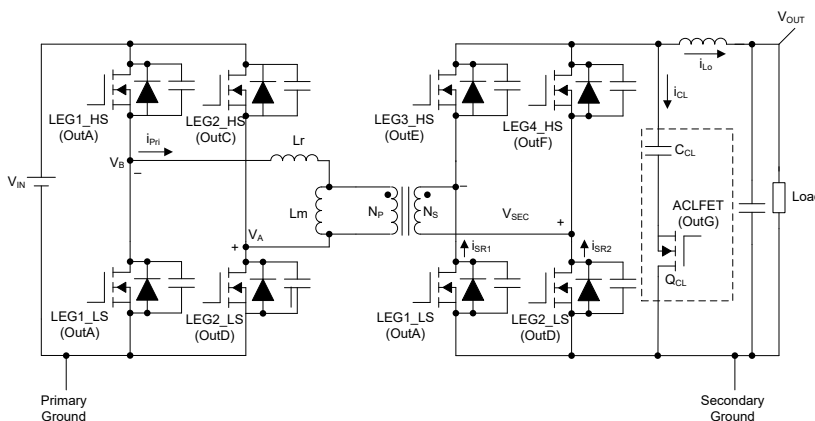 V_OUT
i_Lo
i_CL
LEG1_HS
(OutA)
LEG2_HS
(OutC)
LEG3_HS
(OutE)
LEG4_HS
(OutF)
i_Pri
Lr
V_B
–
V_IN
C_CL
ACLFET
(OutG)
Q_CL
Load
Lm
N_P
N_S
–
V_SEC
+
V_A
+
i_SR1
i_SR2
LEG1_LS
(OutA)
LEG2_LS
(OutD)
LEG1_LS
(OutA)
LEG2_LS
(OutD)
Primary
Ground
Secondary
Ground